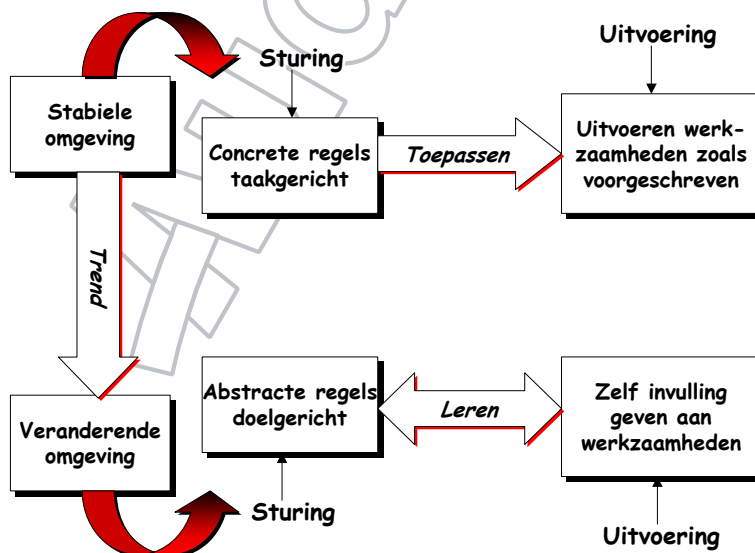 Sturing
Uitvoering
Stabiele
omgeving
Concrete regels
taakgericht
Toepassen
Uitvoeren werk-
zaamheden zoals
voorgeschreven
Trend
Veranderende
omgeving
Abstracte regels
doelgericht
Leren
Zelf invulling
geven aan
werkzaamheden
Sturing
Uitvoering